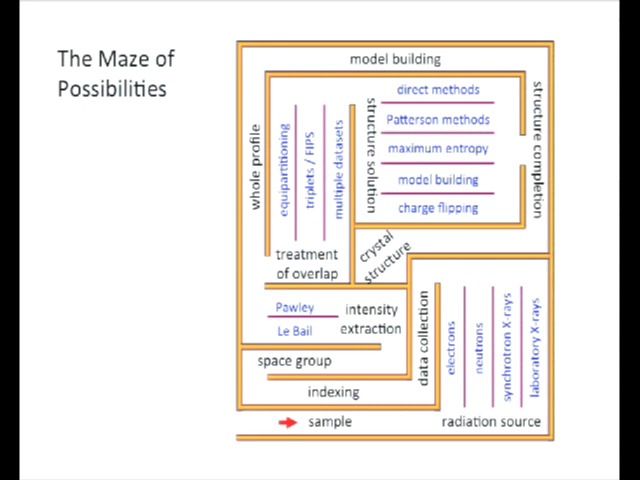 The Maze of
Possibilities
model building
whole profile
equipartitioning
triplets / FIPS
multiple datasets
structure solution
direct methods
Patterson methods
maximum entropy
model building
charge flipping
structure completion
treatment
of overlap
crystal
structure
Pawley
Le Bail
intensity
extraction
space group
indexing
data collection
electrons
neutrons
synchrotron X-rays
laboratory X-rays
sample
radiation source